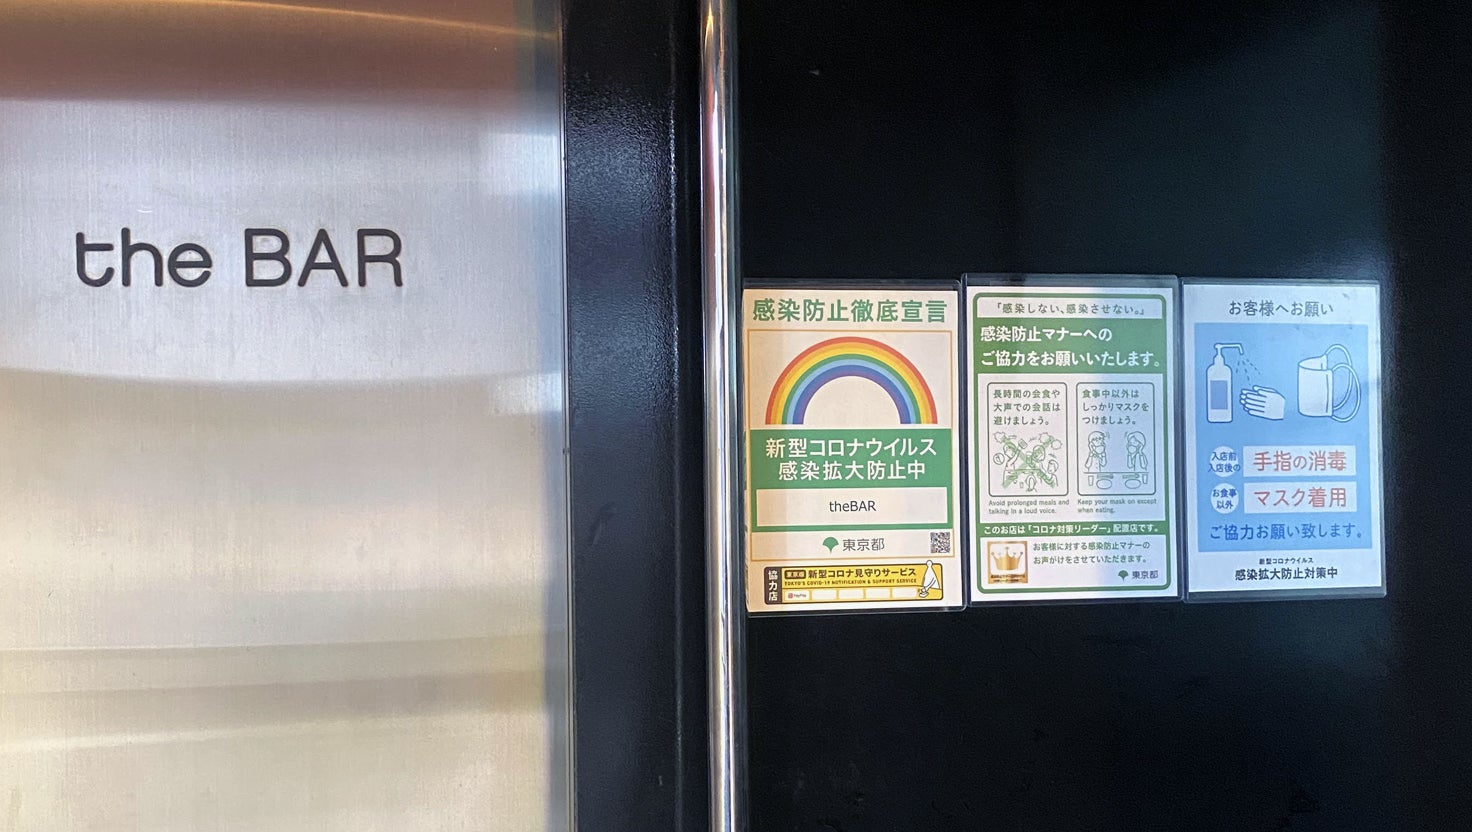 the BAR
感染防止徹底宣言
新型コロナウイルス
感染拡大防止中
theBAR
東京都
協力店
東京版 新型コロナ見守りサービス
TOKYO'S COVID-19 NOTIFICATION & SUPPORT SERVICE
PayPay
「感染しない、感染させない。」
感染防止マナーへの
ご協力をお願いいたします。
長時間の会食や
大声での会話は
避けましょう。
Avoid prolonged meals and
talking in a loud voice.
食事中以外は
しっかりマスクを
つけましょう。
Keep your mask on except
when eating.
このお店は「コロナ対策リーダー」配置店です。
お客様に対する感染防止マナーの
お声がけをさせていただきます。
東京都
お客様へお願い
入店前
入店後の
手指の消毒
お食事
以外
マスク着用
ご協力お願い致します。
新型コロナウイルス
感染拡大防止対策中